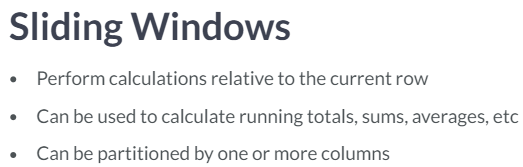 Sliding Windows
• Perform calculations relative to the current row
• Can be used to calculate running totals, sums, averages, etc
• Can be partitioned by one or more columns